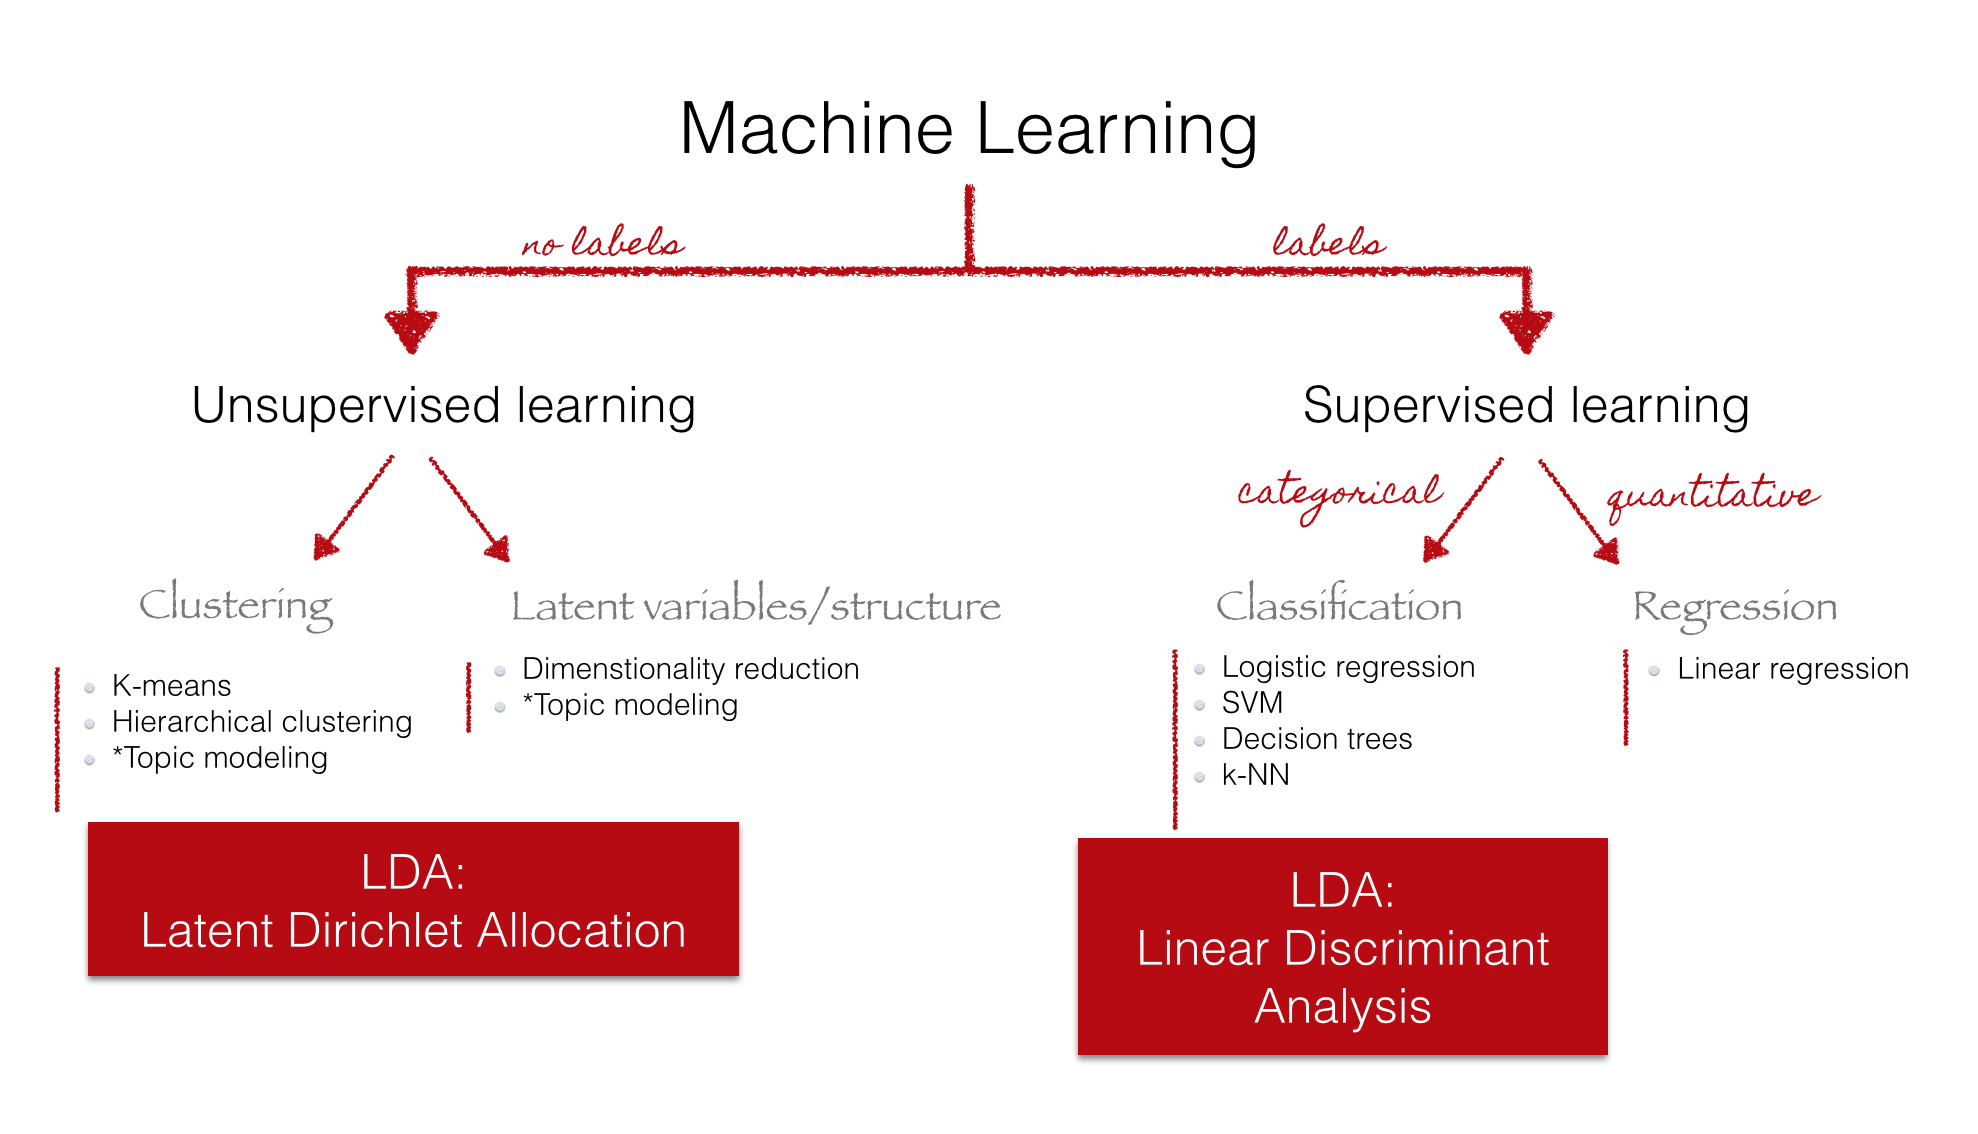 Machine Learning
no labels
labels
Unsupervised learning
Supervised learning
categorical
quantitative
Clustering
Latent variables/structure
Classification
Regression
K-means
Hierarchical clustering
*Topic modeling
Dimenstionality reduction
*Topic modeling
Logistic regression
SVM
Decision trees
k-NN
Linear regression
LDA:
Latent Dirichlet Allocation
LDA:
Linear Discriminant
Analysis